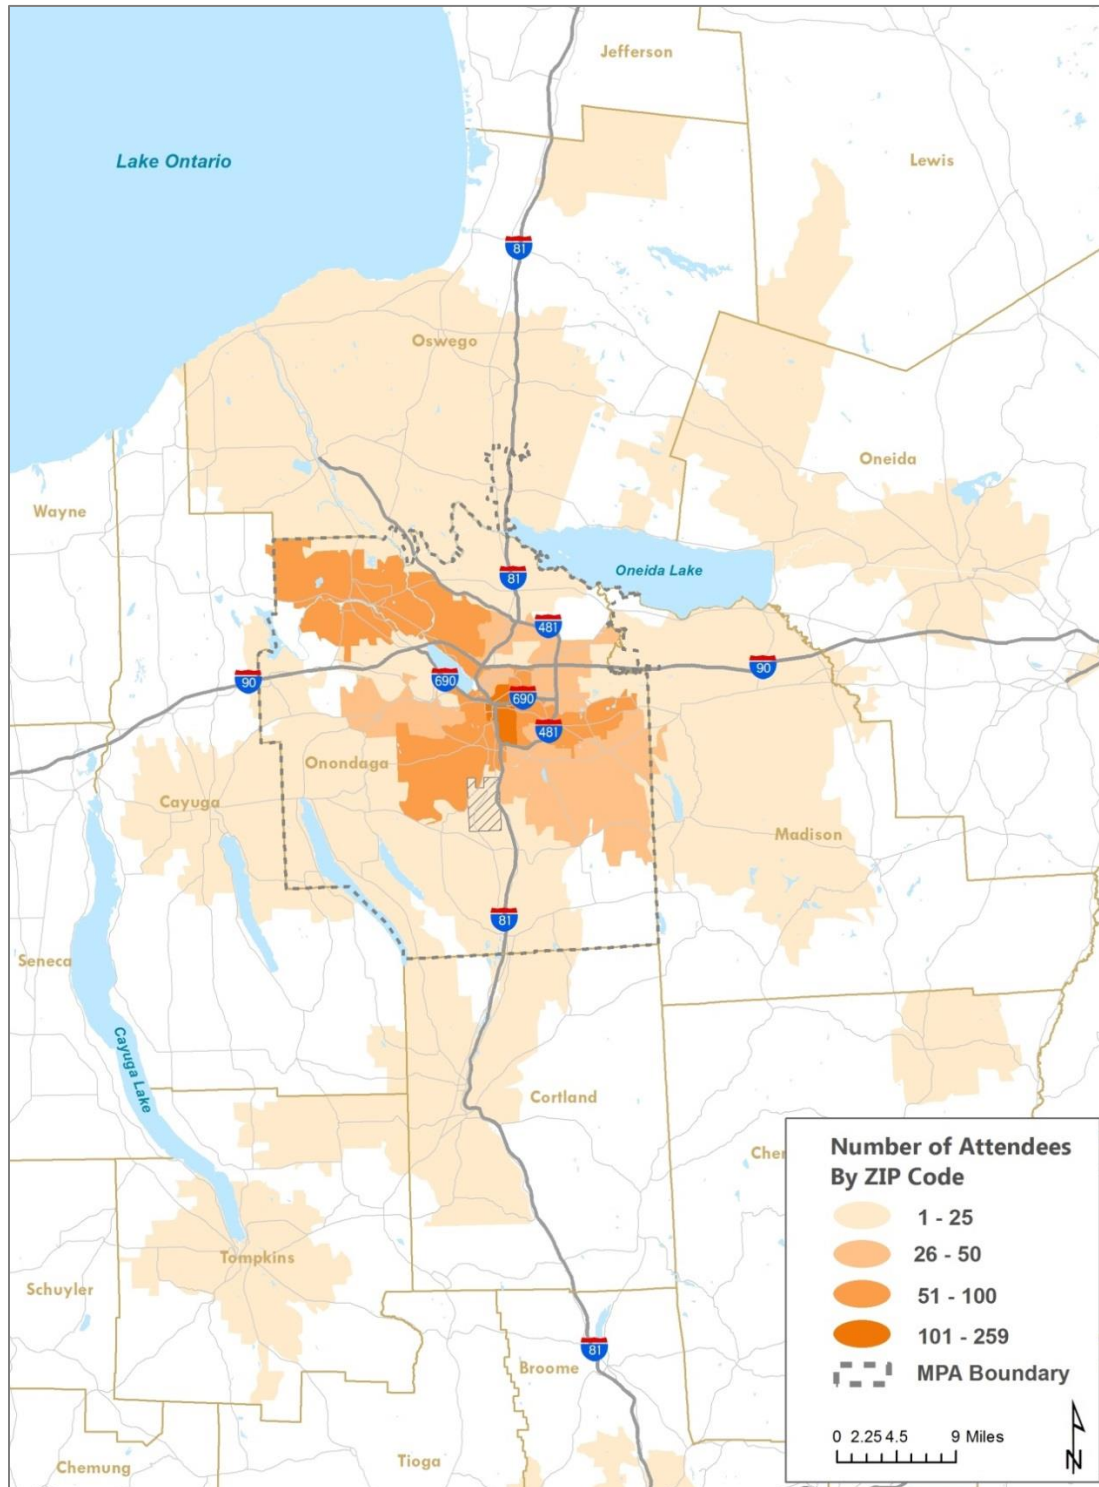 Jefferson
Lake Ontario
Lewis
81
Oswego
Oneida
Wayne
Oneida Lake
81
481
90
690
90
690
481
Onondaga
Cayuga
Madison
81
Seneca
Cayuga Lake
Cortland
Cher
Tompkins
Schuyler
81
Broome
Tioga
Chemung
Number of Attendees
By ZIP Code
1 - 25
26 - 50
51 - 100
101 - 259
MPA Boundary
0 2.25 4.5 9 Miles
N